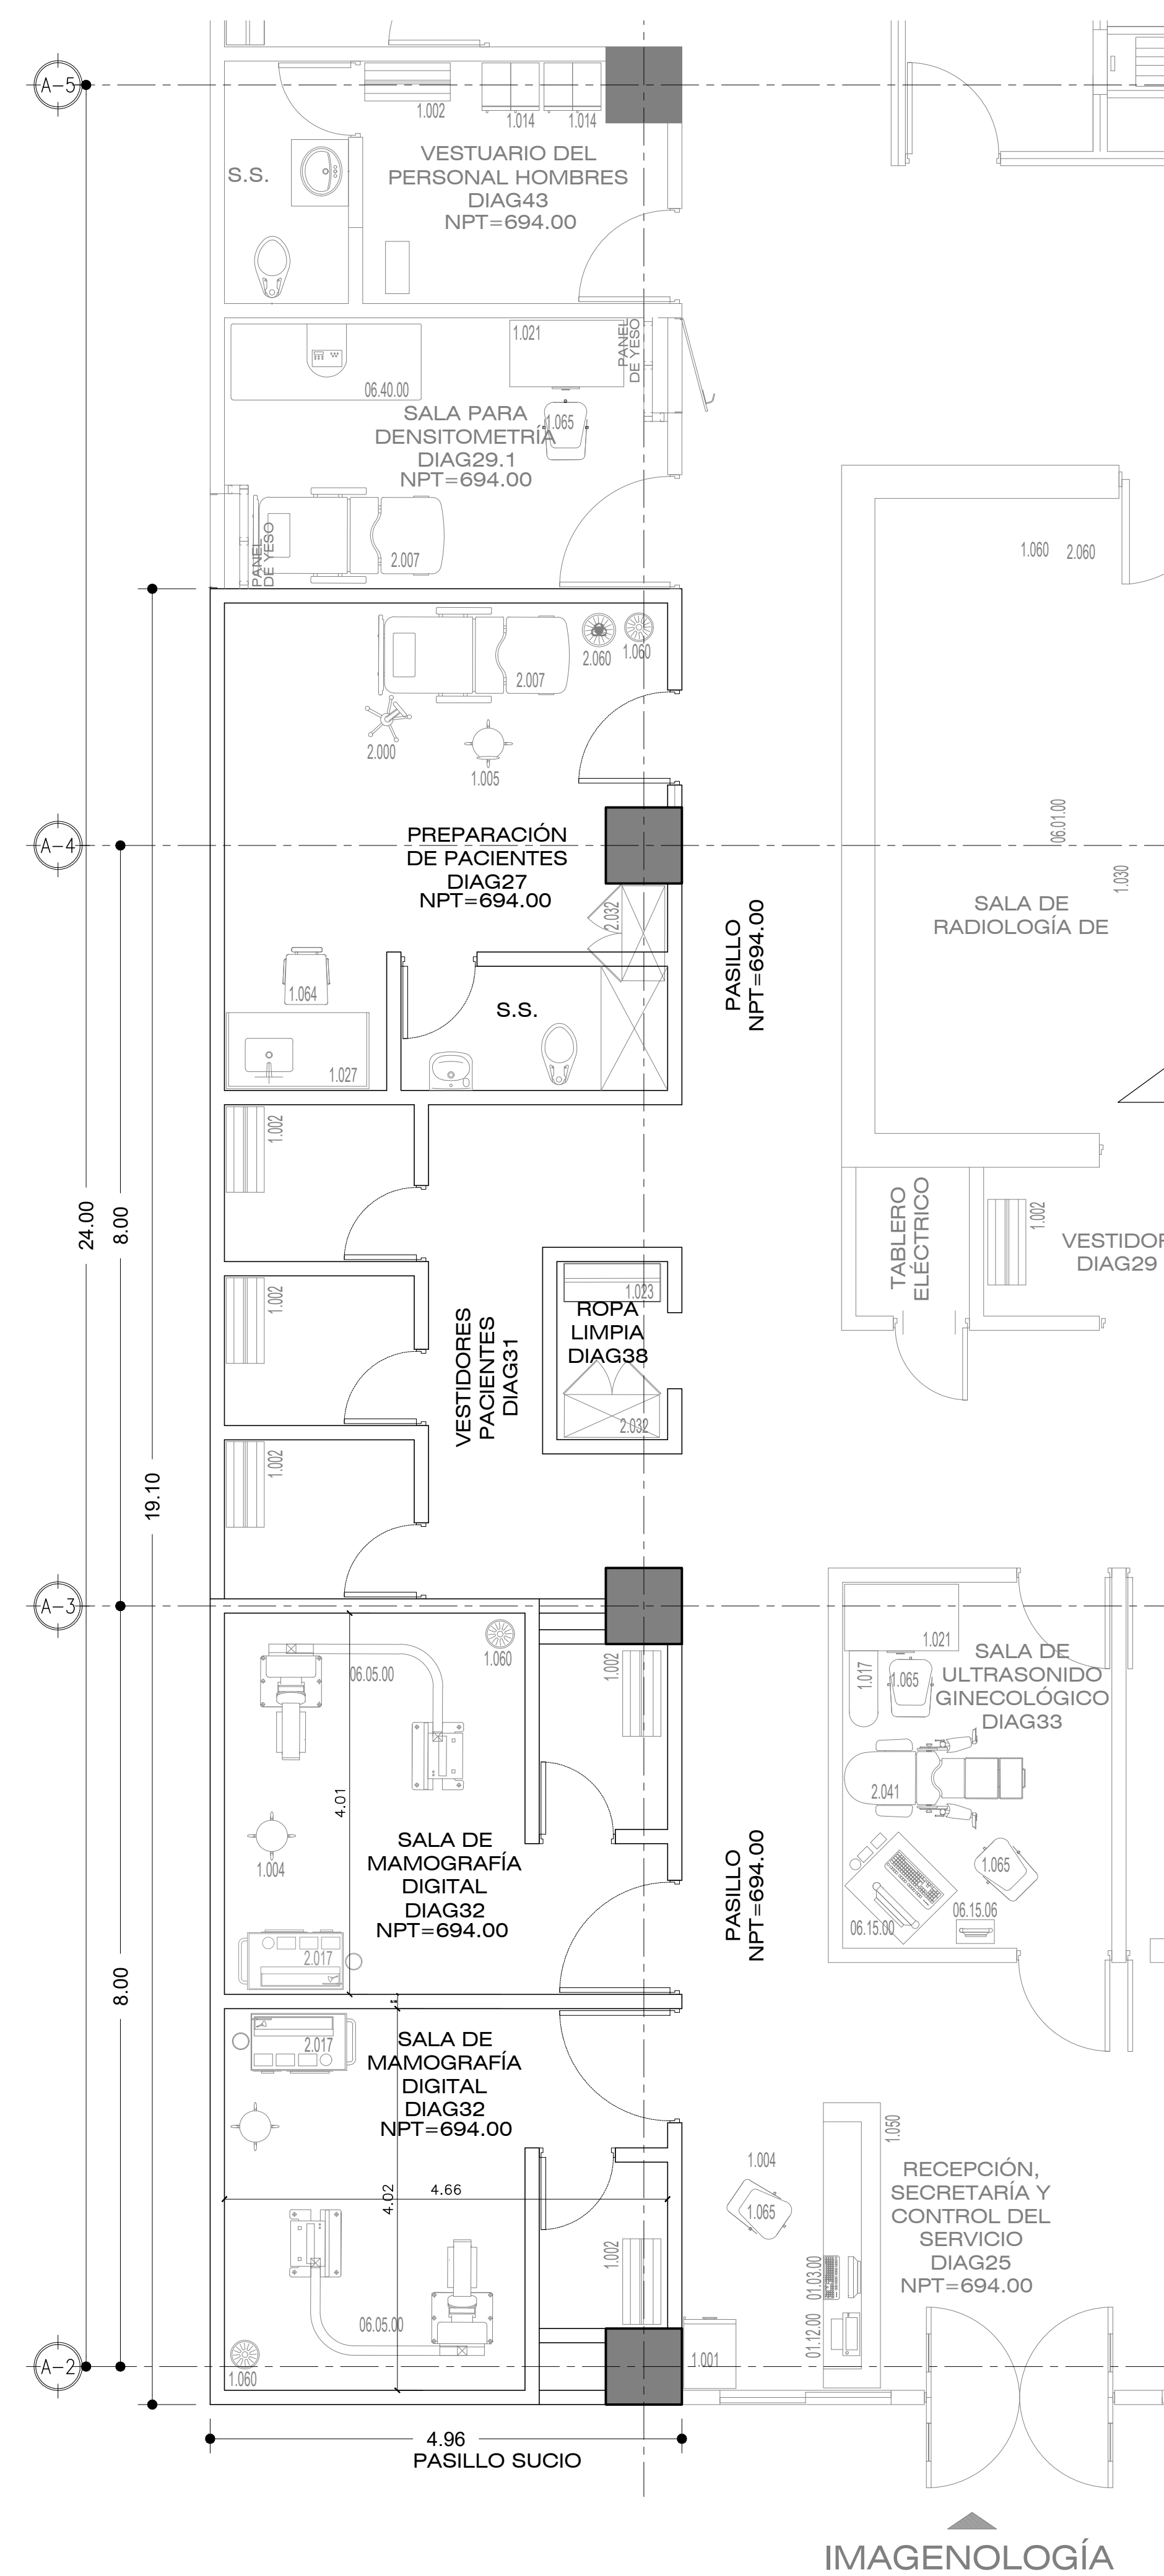 A-5
1.002
1.014
1.014
S.S.
VESTUARIO DEL
PERSONAL HOMBRES
DIAG43
NPT=694.00
1.021
PANEL
DE YESO
06.40.00
1.065
SALA PARA
DENSITOMETRÍA
DIAG29.1
NPT=694.00
PANEL
DE YESO
2.007
1.060
2.060
2.007
2.060
1.060
2.000
1.005
A-4
PREPARACIÓN
DE PACIENTES
DIAG27
NPT=694.00
06.01.00
1.030
2.032
PASILLO
NPT=694.00
SALA DE
RADIOLOGÍA DE
1.064
S.S.
1.027
1.002
24.00
8.00
TABLERO
ELÉCTRICO
1.002
VESTIDOR
DIAG29
1.002
1.023
ROPA
LIMPIA
DIAG38
2.032
VESTIDORES
PACIENTES
DIAG31
1.002
19.10
A-3
1.060
06.05.00
1.002
1.021
SALA DE
ULTRASONIDO
GINECOLÓGICO
DIAG33
1.017
1.065
2.041
4.01
1.004
SALA DE
MAMOGRAFÍA
DIGITAL
DIAG32
NPT=694.00
PASILLO
NPT=694.00
1.065
06.15.00
06.15.06
2.017
8.00
2.017
SALA DE
MAMOGRAFÍA
DIGITAL
DIAG32
NPT=694.00
1.050
1.004
1.065
RECEPCIÓN,
SECRETARÍA Y
CONTROL DEL
SERVICIO
DIAG25
NPT=694.00
4.02
4.66
1.002
01.03.00
01.12.00
06.05.00
1.060
1.001
A-2
4.96
PASILLO SUCIO
IMAGENOLOGÍA